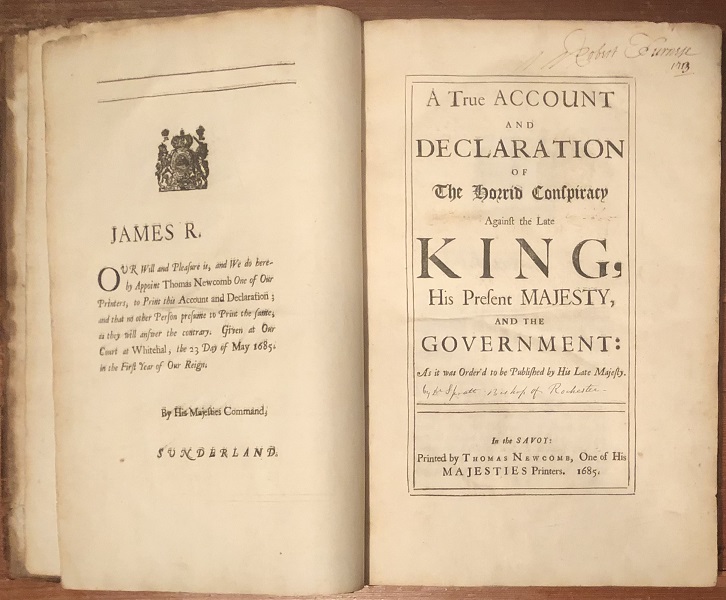 JAMES R.
OUR Will and Pleasure is, and We do here-
by Appoint Thomas Newcomb One of Our
Printers, to Print this Account and Declaration;
and that no other Person presume to Print the same,
as they will answer the contrary. Given at Our
Court at Whitehal, the 23 Day of May 1685.
in the First Year of Our Reign.
By His Majesties Command,
SUNDERLAND.
Robert Furnese
1713
A True ACCOUNT
AND
DECLARATION
OF
The Horrid Conſpiracy
Againſt the Late
KING,
His Preſent MAJESTY,
AND THE
GOVERNMENT:
As it was Order'd to be Publiſhed by His Late Majeſty.
by Dr Spratt Bishop of Rochester
In the SAVOY:
Printed by THOMAS NEWCOMB, One of His
MAJESTIES Printers. 1685.